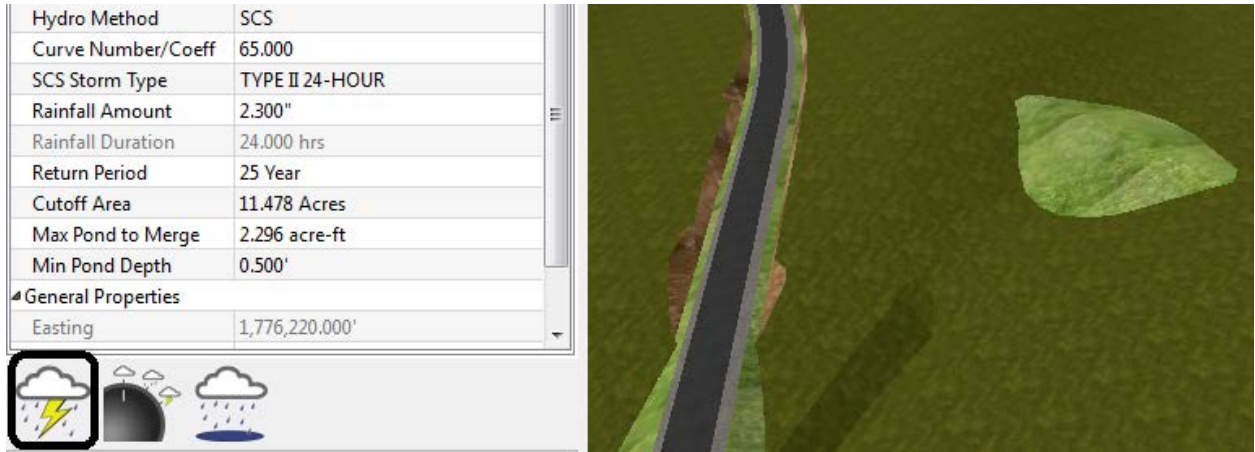 Hydro Method SCS
Curve Number/Coeff 65.000
SCS Storm Type TYPE II 24-HOUR
Rainfall Amount 2.300"
Rainfall Duration 24.000 hrs
Return Period 25 Year
Cutoff Area 11.478 Acres
Max Pond to Merge 2.296 acre-ft
Min Pond Depth 0.500'
General Properties
Easting 1,776,220.000'